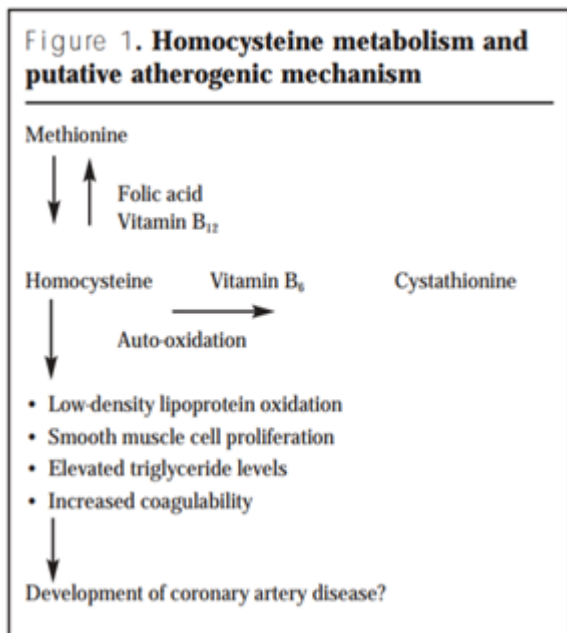 Figure 1. Homocysteine metabolism and
putative atherogenic mechanism
Methionine
Folic acid
Vitamin B₁₂
Homocysteine Vitamin B₆ Cystathionine
Auto-oxidation
• Low-density lipoprotein oxidation
• Smooth muscle cell proliferation
• Elevated triglyceride levels
• Increased coagulability
Development of coronary artery disease?